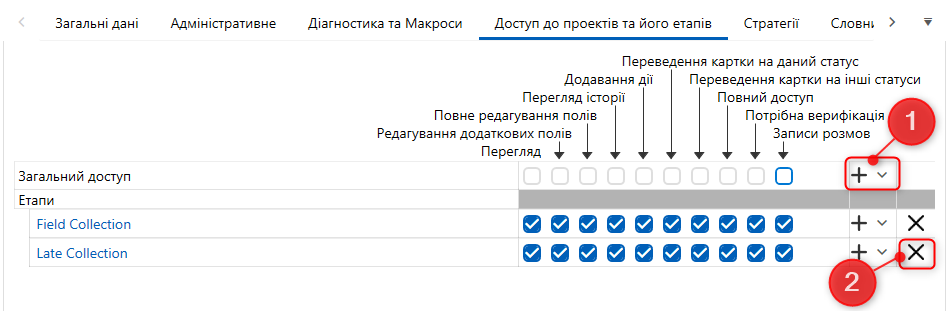 Загальні дані Адміністративне Діагностика та Макроси Доступ до проектів та його етапів Стратегії Словни
Переведення картки на даний статус
Додавання дії Переведення картки на інші статуси
Перегляд історії Повний доступ
Повне редагування полів Потрібна верифікація
Редагування додаткових полів Записи розмов
Перегляд
1
Загальний доступ
Етапи
Field Collection
Late Collection
2